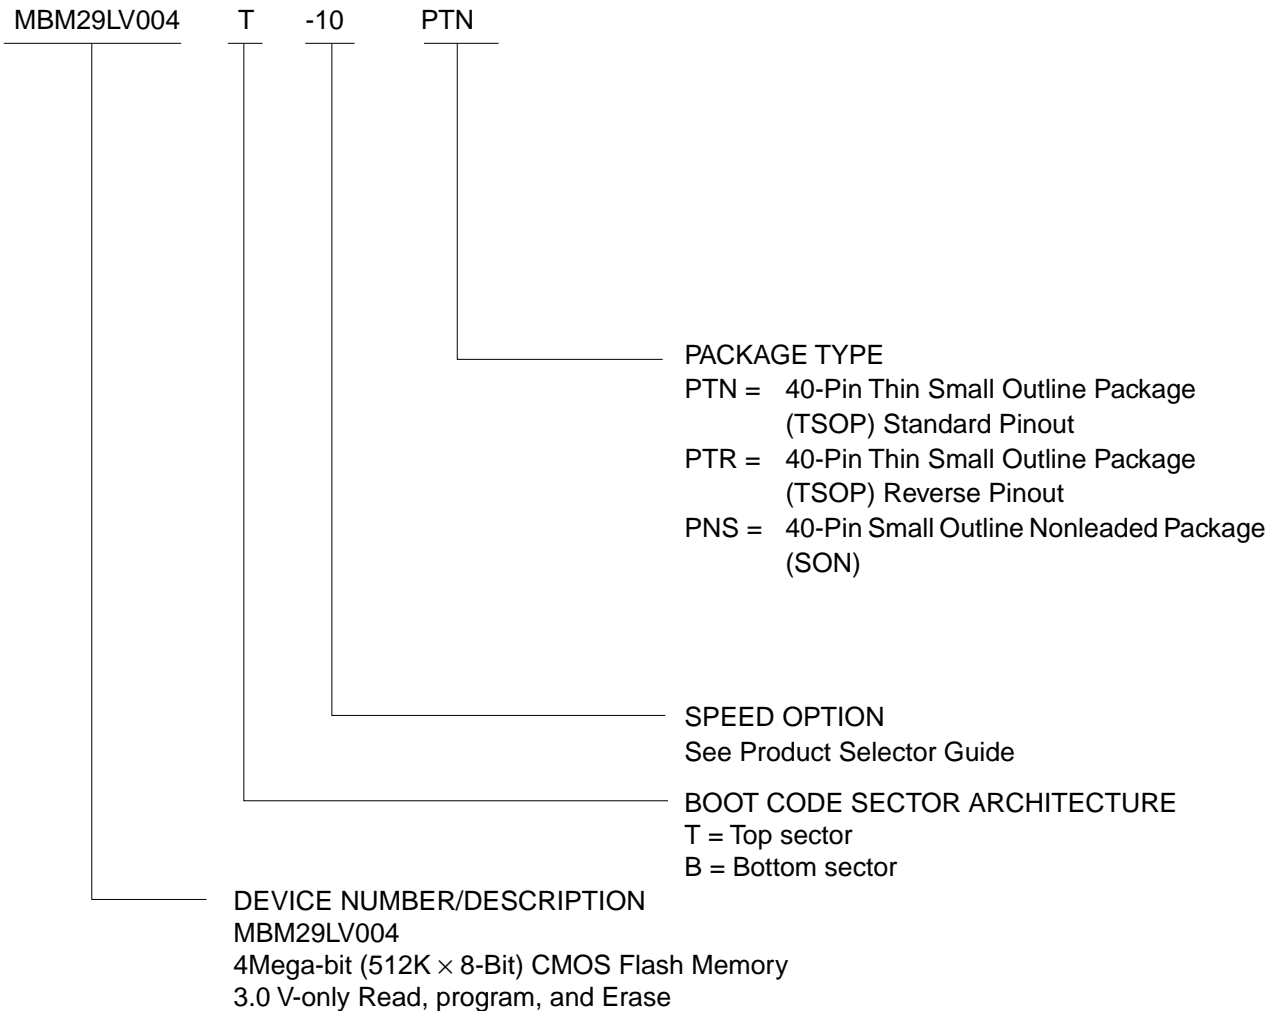 MBM29LV004 T -10 PTN
PACKAGE TYPE
PTN = 40-Pin Thin Small Outline Package
(TSOP) Standard Pinout
PTR = 40-Pin Thin Small Outline Package
(TSOP) Reverse Pinout
PNS = 40-Pin Small Outline Nonleaded Package
(SON)
SPEED OPTION
See Product Selector Guide
BOOT CODE SECTOR ARCHITECTURE
T = Top sector
B = Bottom sector
DEVICE NUMBER/DESCRIPTION
MBM29LV004
4Mega-bit (512K × 8-Bit) CMOS Flash Memory
3.0 V-only Read, program, and Erase